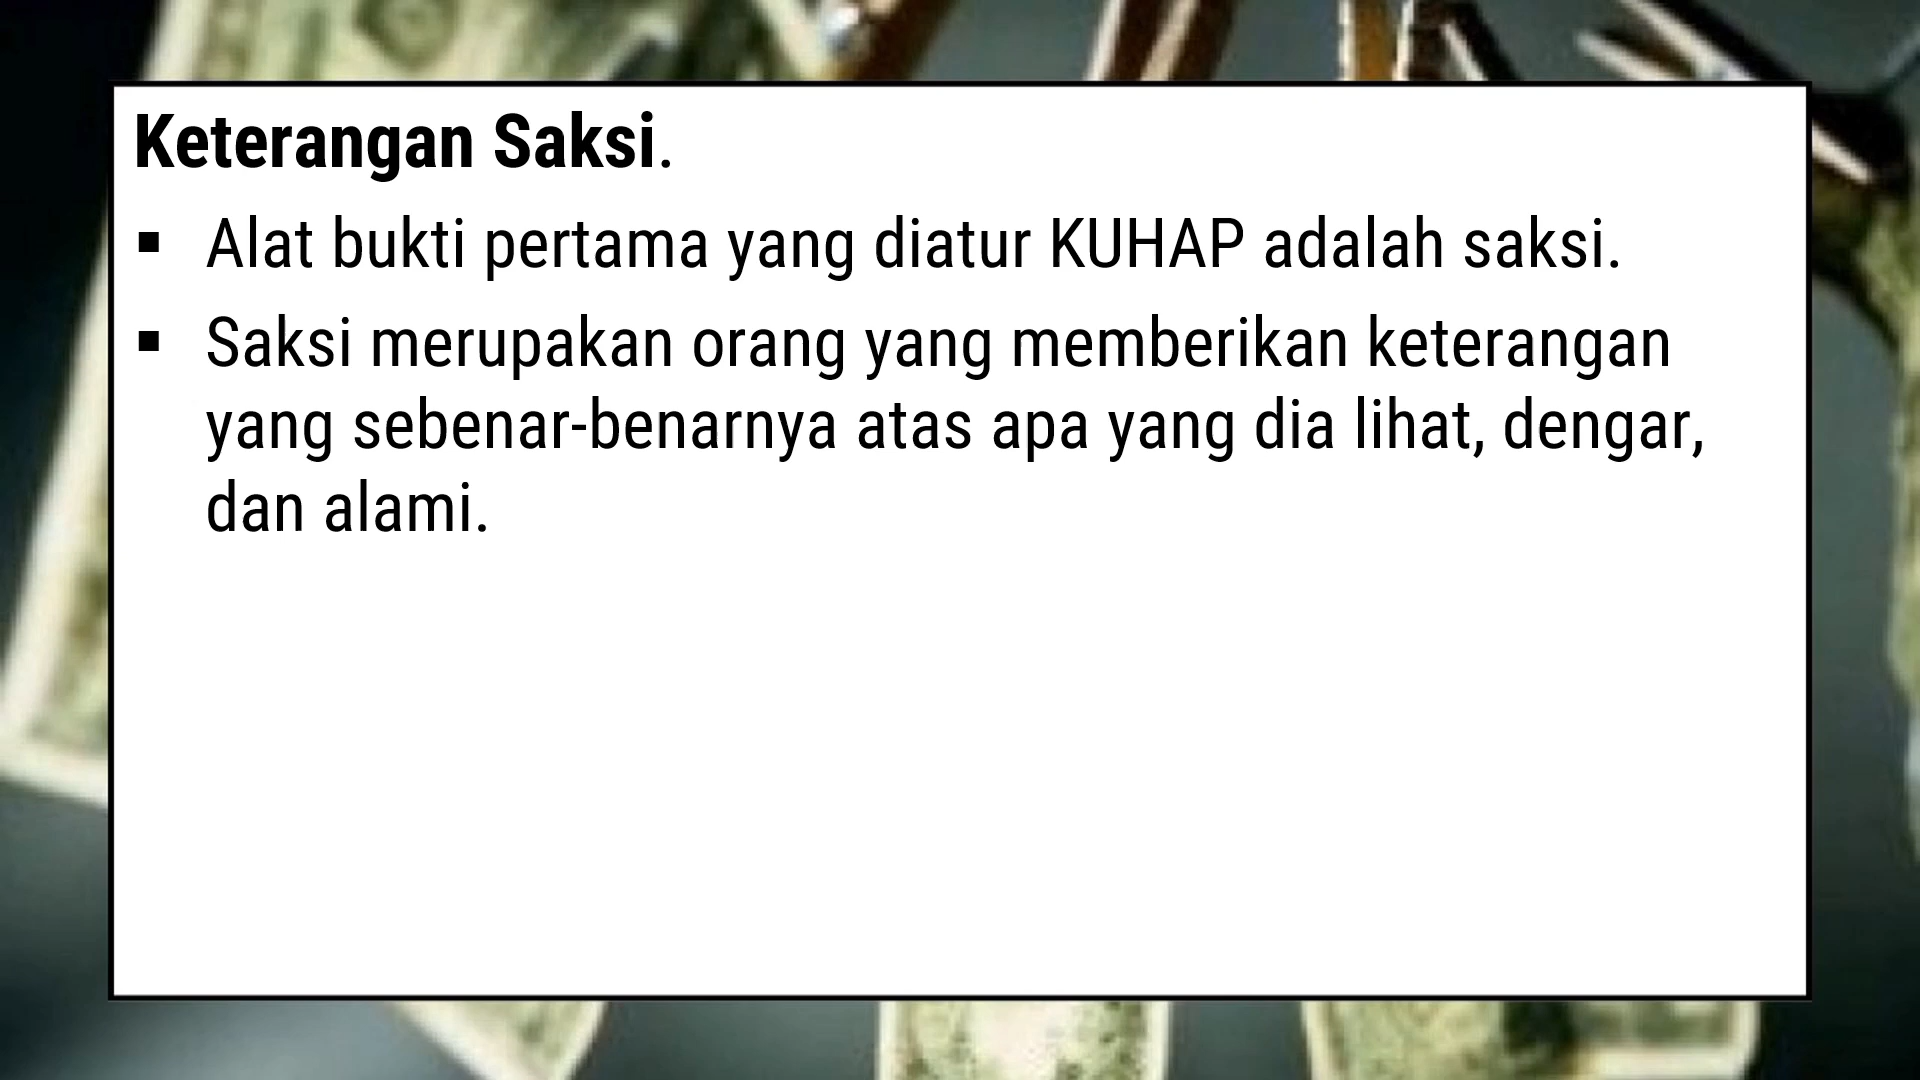 Keterangan Saksi.
▪ Alat bukti pertama yang diatur KUHAP adalah saksi.
▪ Saksi merupakan orang yang memberikan keterangan
yang sebenar-benarnya atas apa yang dia lihat, dengar,
dan alami.